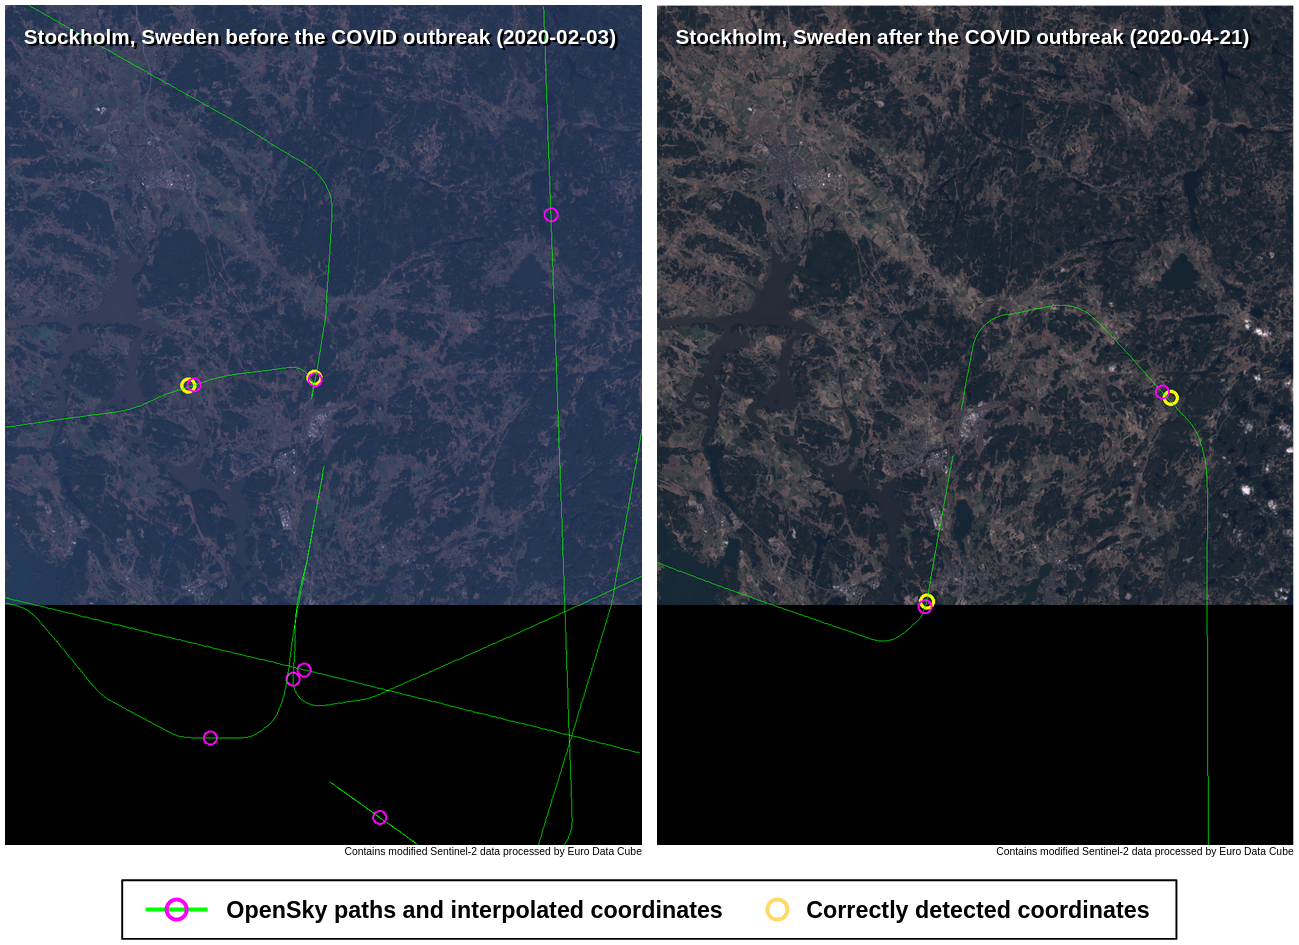 Stockholm, Sweden before the COVID outbreak (2020-02-03)
Stockholm, Sweden after the COVID outbreak (2020-04-21)
Contains modified Sentinel-2 data processed by Euro Data Cube
Contains modified Sentinel-2 data processed by Euro Data Cube
OpenSky paths and interpolated coordinates
Correctly detected coordinates